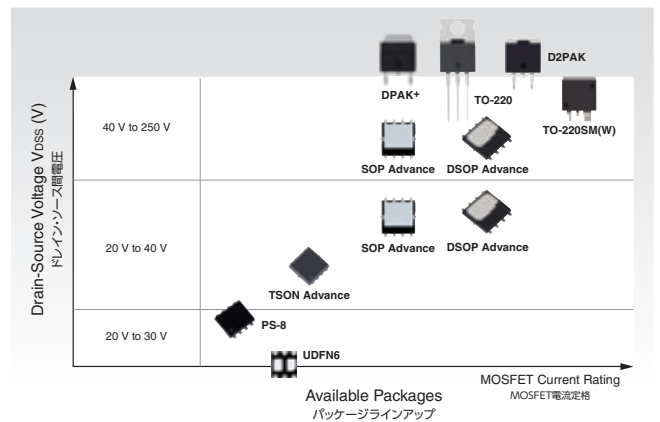 D2PAK
DPAK+
TO-220
TO-220SM(W)
40 V to 250 V
SOP Advance
DSOP Advance
Drain-Source Voltage VDSS (V)
ドレイン・ソース間電圧
20 V to 40 V
SOP Advance
DSOP Advance
TSON Advance
PS-8
20 V to 30 V
UDFN6
MOSFET Current Rating
MOSFET電流定格
Available Packages
パッケージラインアップ